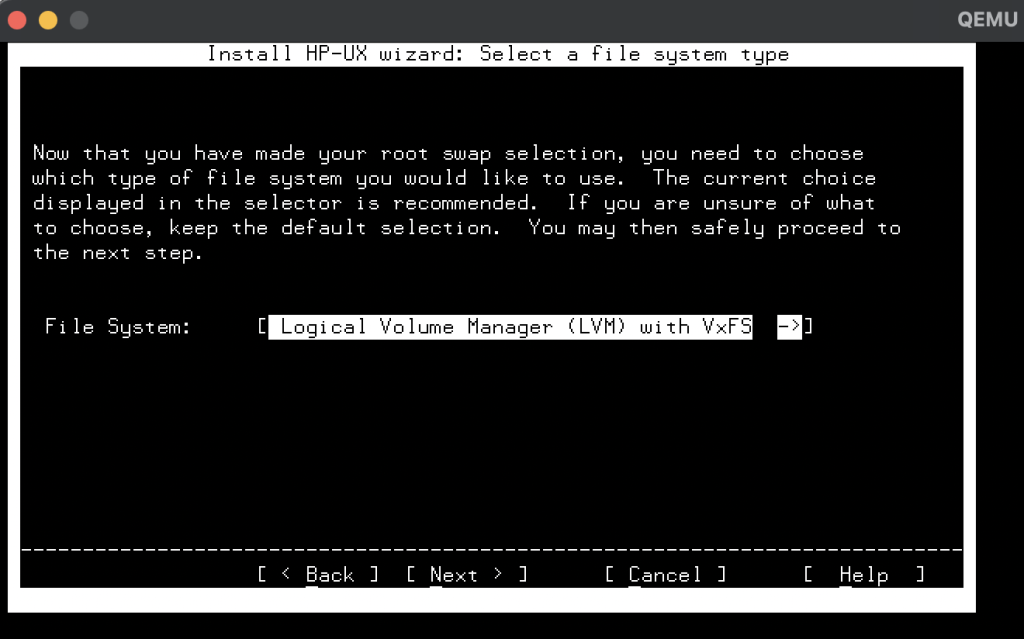 QEMU
Install HP-UX wizard: Select a file system type
Now that you have made your root swap selection, you need to choose
which type of file system you would like to use.  The current choice
displayed in the selector is recommended.  If you are unsure of what
to choose, keep the default selection.  You may then safely proceed to
the next step.
File System:      [ Logical Volume Manager (LVM) with VxFS  ->]
[ < Back ]  [ Next > ]      [ Cancel ]      [  Help  ]